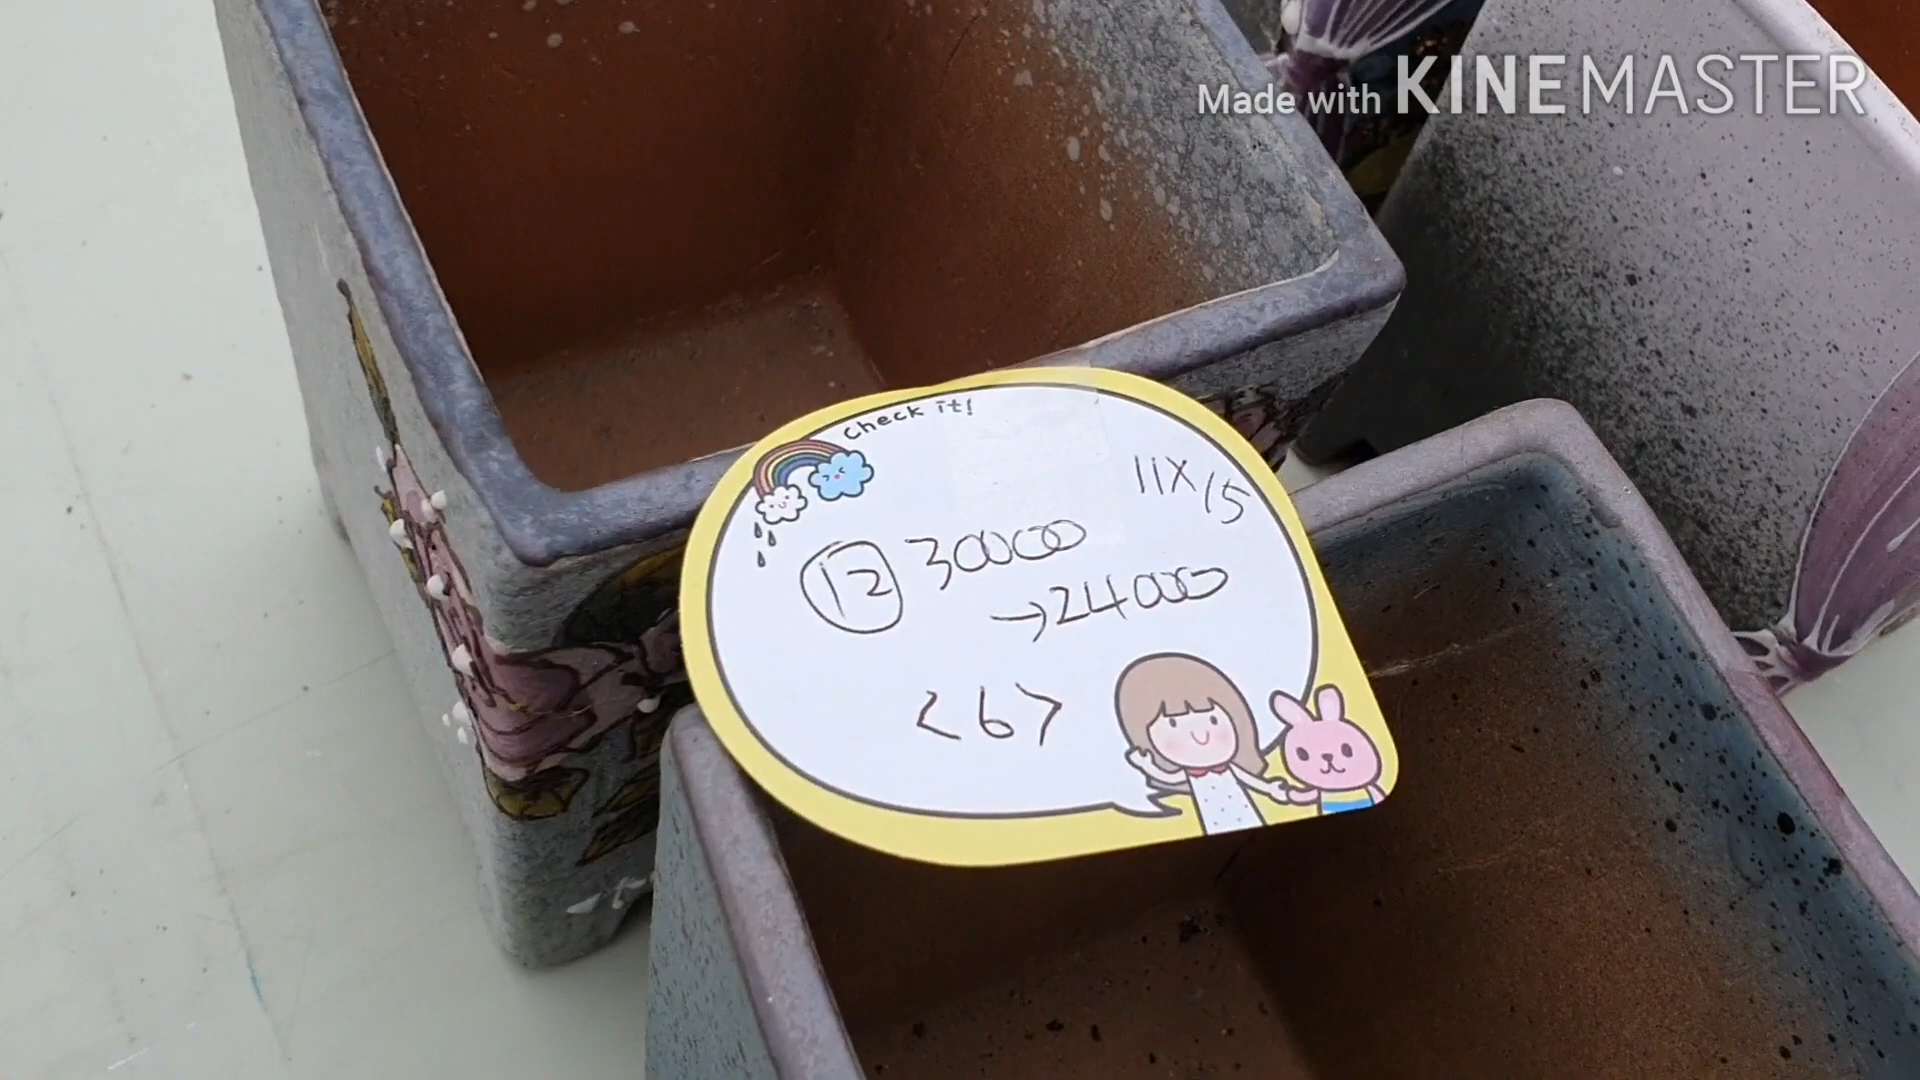 Made with KINEMASTER
Check it!
11X15
12 30000
→24000
<6>